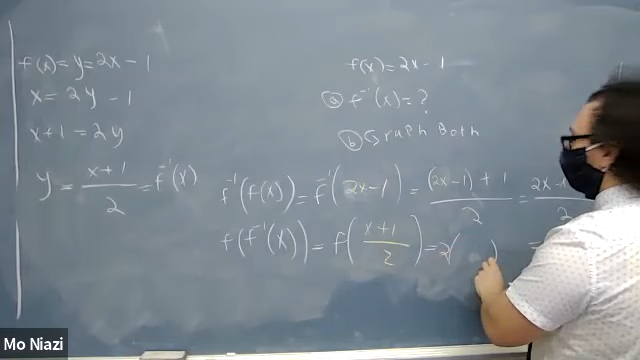 f(x) = y = 2x - 1
x = 2y - 1
x + 1 = 2y
y = (x + 1)/2 = f⁻¹(x)
f(x) = 2x - 1
ⓐ f⁻¹(x) = ?
ⓑ Graph Both
f⁻¹(f(x)) = f⁻¹(2x - 1) = ((2x - 1) + 1)/2 = 2x
f(f⁻¹(x)) = f((x + 1)/2) = 2( )
Mo Niazi